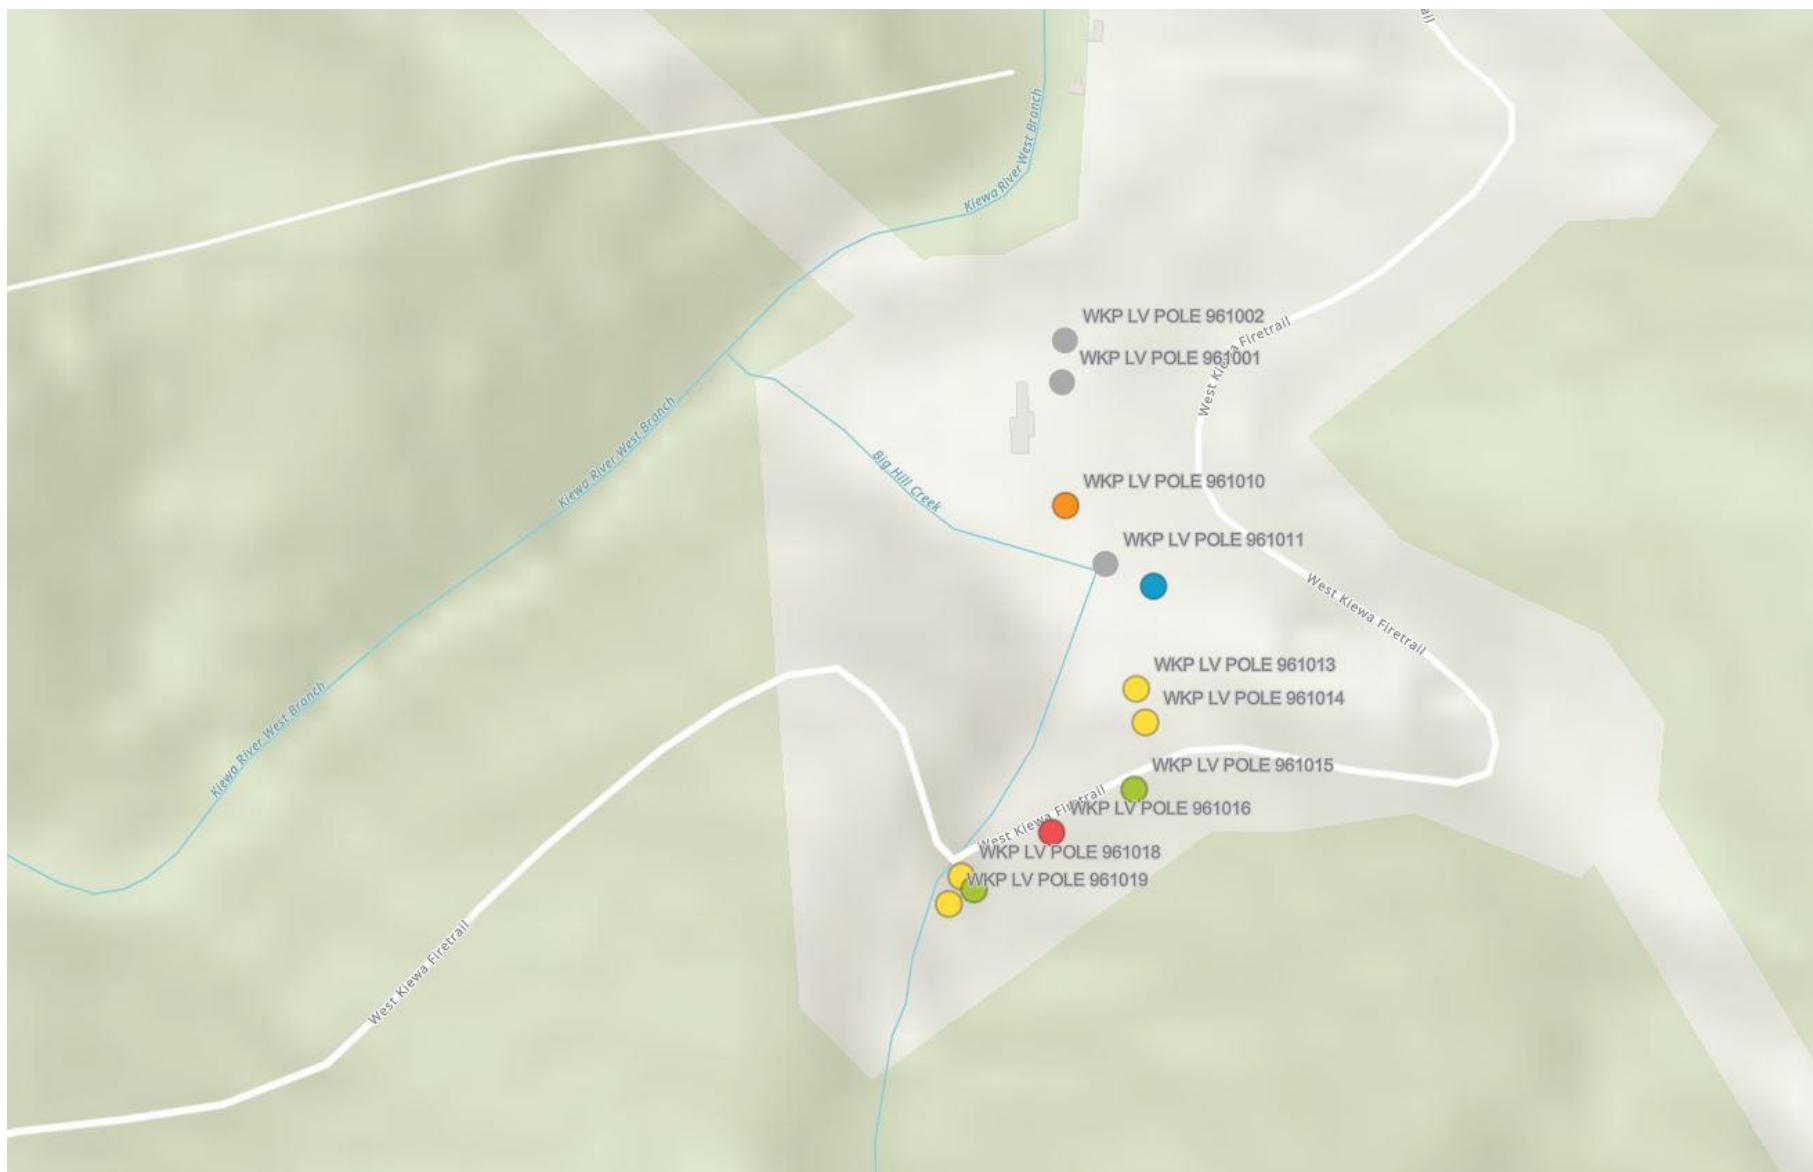 ail
Kiewa River West Branch
WKP LV POLE 961002
West Kiewa Firetrail
WKP LV POLE 961001
Kiewa River West Branch
Big Hill Creek
WKP LV POLE 961010
WKP LV POLE 961011
West Kiewa Firetrail
WKP LV POLE 961013
WKP LV POLE 961014
Kiewa River West Branch
WKP LV POLE 961015
West Kiewa Firetrail
WKP LV POLE 961016
WKP LV POLE 961018
WKP LV POLE 961019
West Kiewa Firetrail